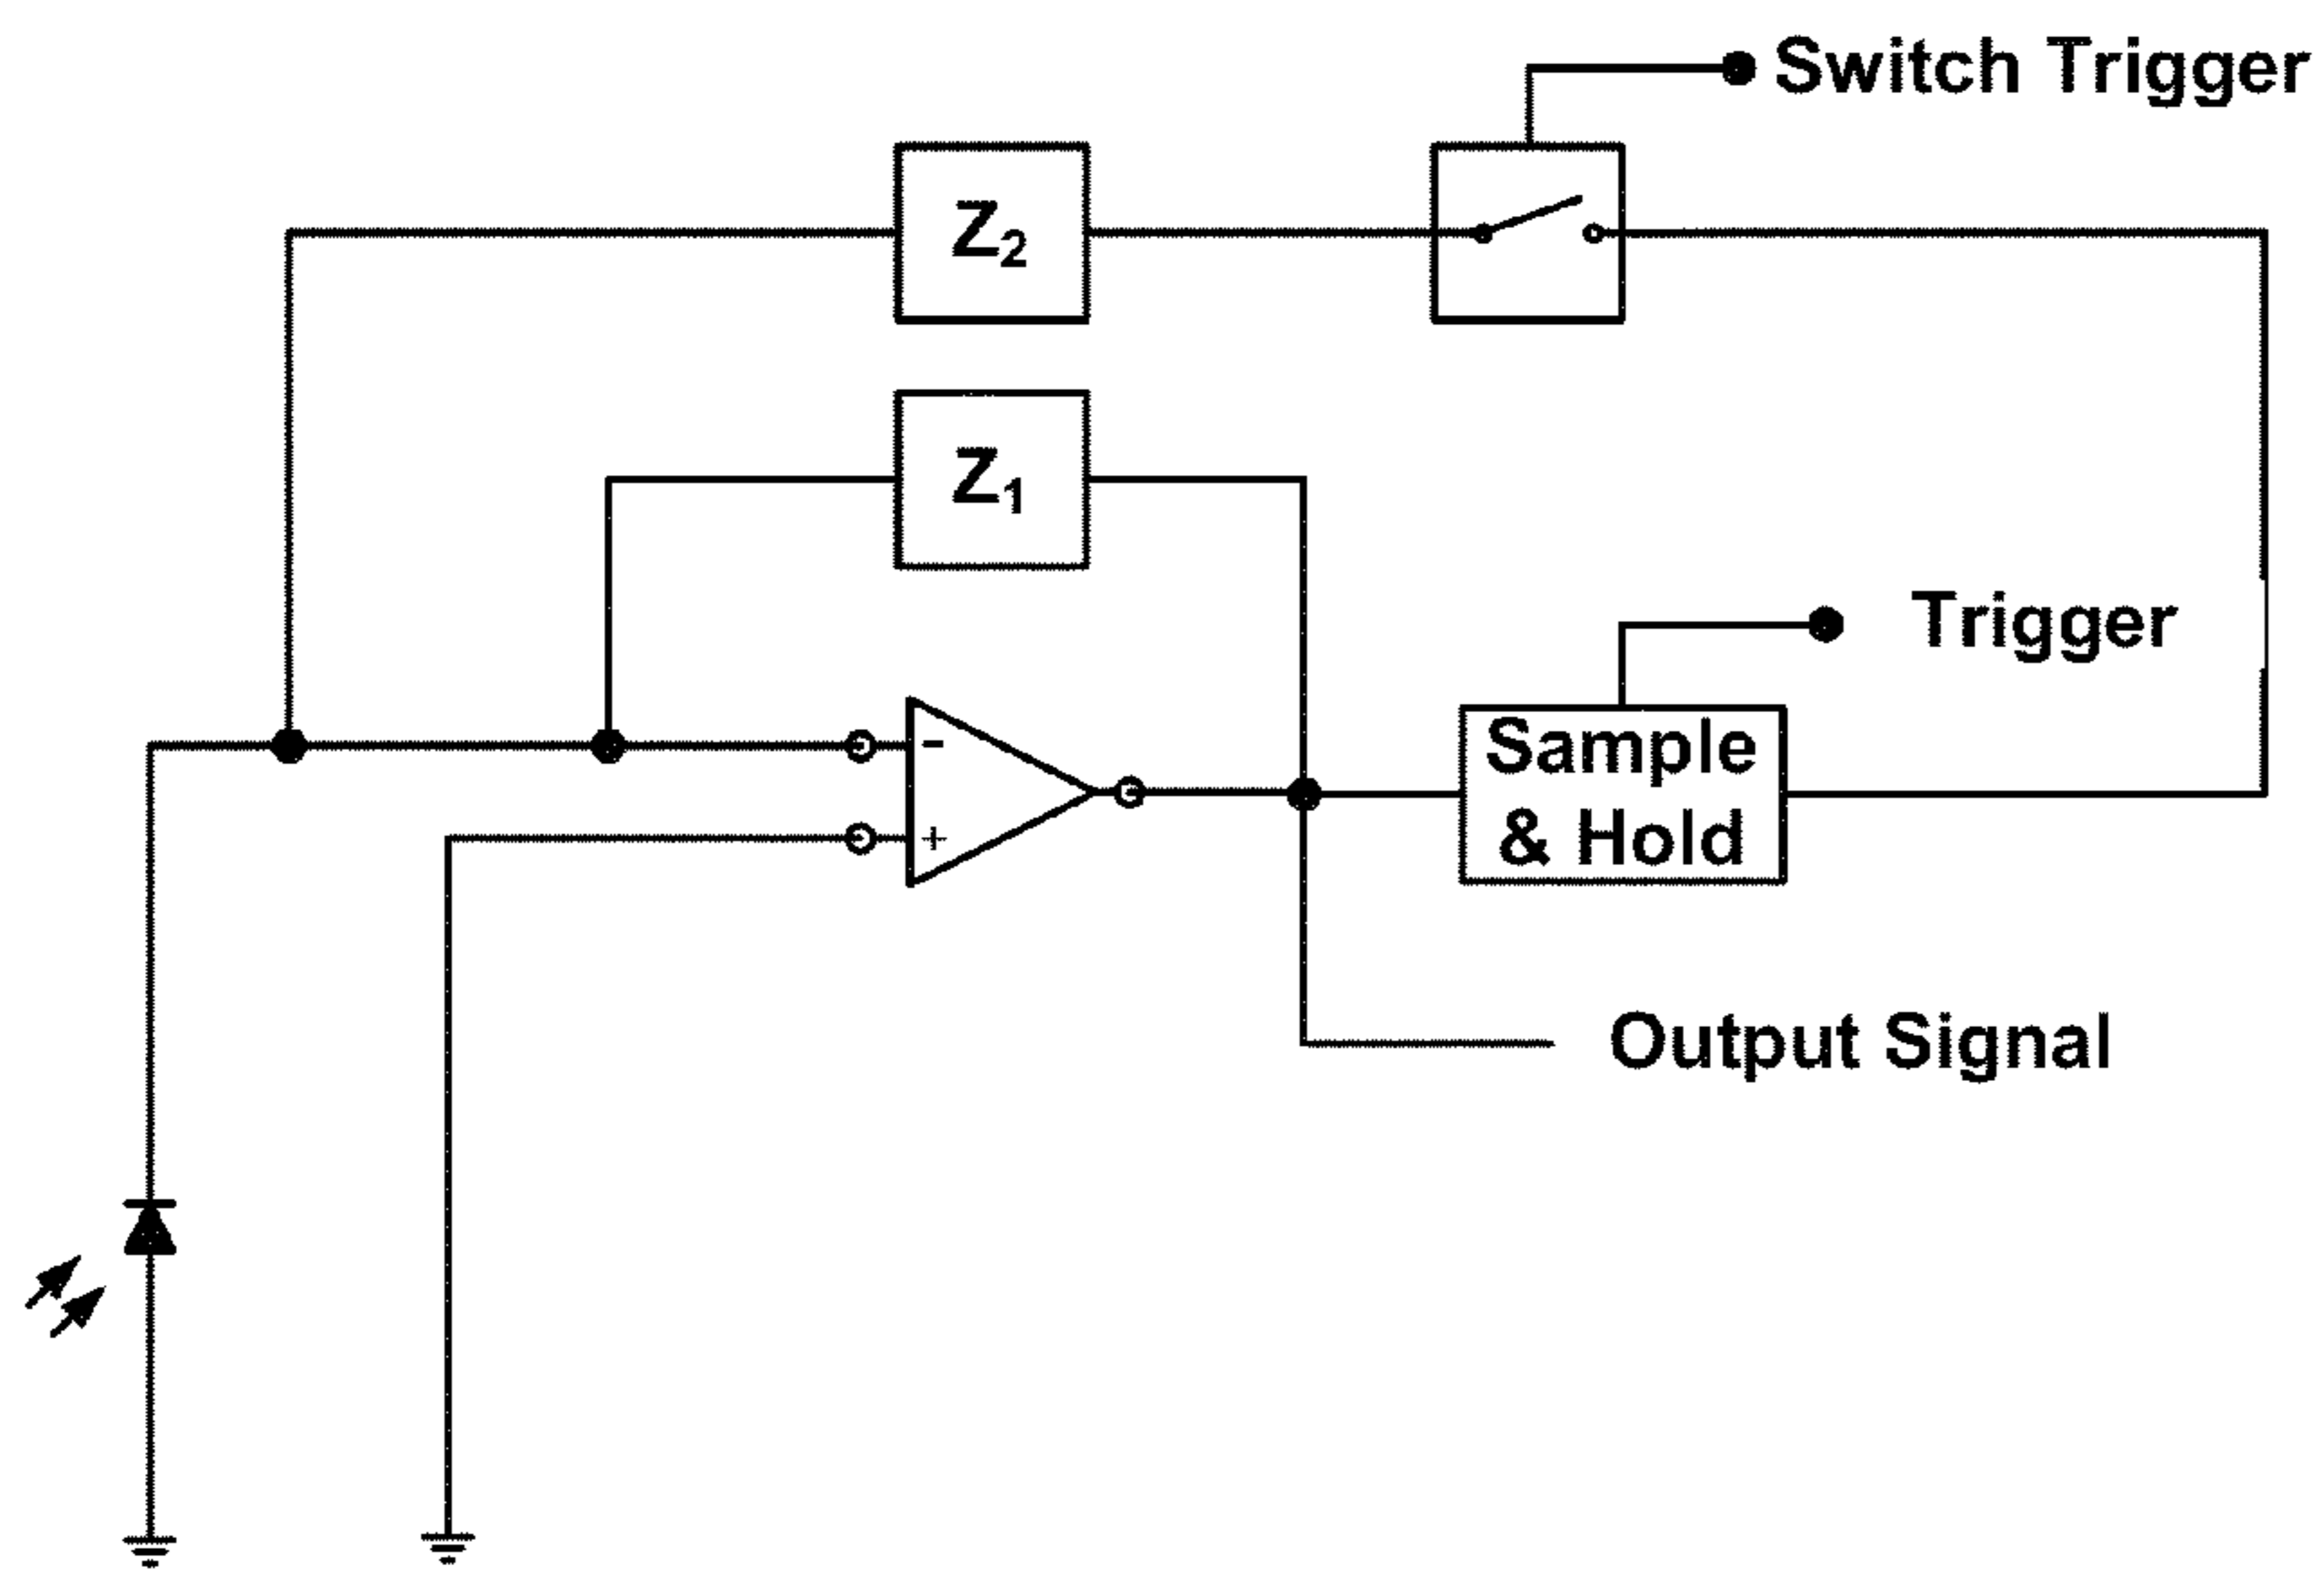 Switch Trigger
Z2
Z1
Trigger
-
+
Sample
& Hold
Output Signal